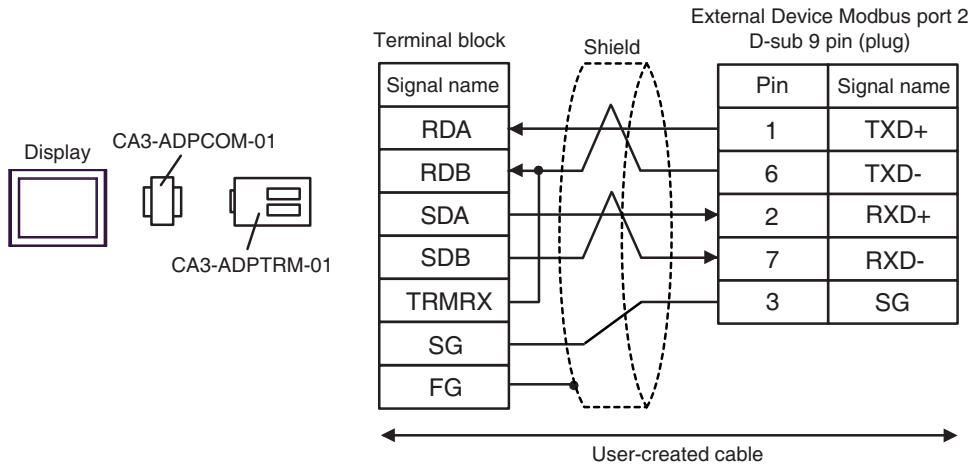 External Device Modbus port 2
D-sub 9 pin (plug)
Terminal block
Shield
Signal name
Pin Signal name
RDA 1 TXD+
RDB 6 TXD-
SDA 2 RXD+
SDB 7 RXD-
TRMRX 3 SG
SG
FG
Display
CA3-ADPCOM-01
CA3-ADPTRM-01
User-created cable